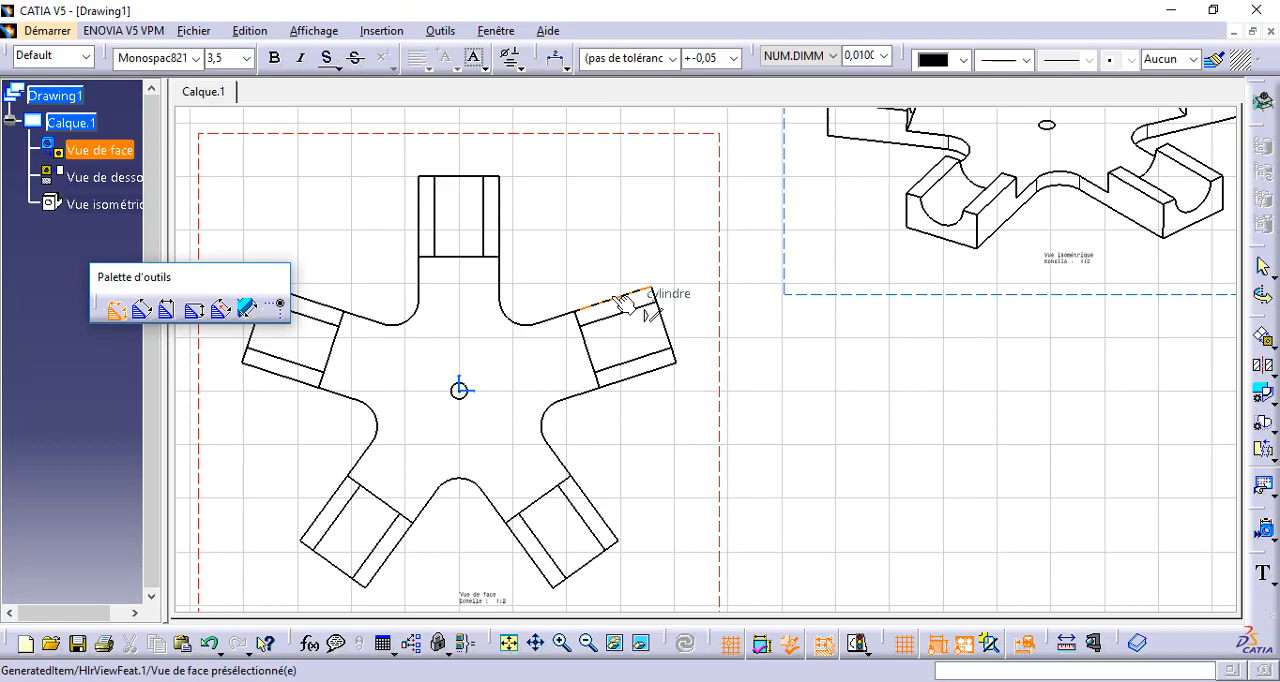 CATIA V5 - [Drawing1]
Démarrer ENOVIA V5 VPM Fichier Edition Affichage Insertion Outils Fenêtre Aide
Default Monospac821 3,5 B I S S A A (pas de toléranc +-0,05 NUM.DIMM 0,010( Aucun
Drawing1
Calque.1
Calque.1
Vue de face
Vue de desso
Vue isométri
Palette d'outils
cylindre
Vue isométrique
Echelle : 1:2
Vue de face
Echelle : 1:2
T
f(x)
CATIA
GeneratedItem/HlrViewFeat.1/Vue de face présélectionné(e)